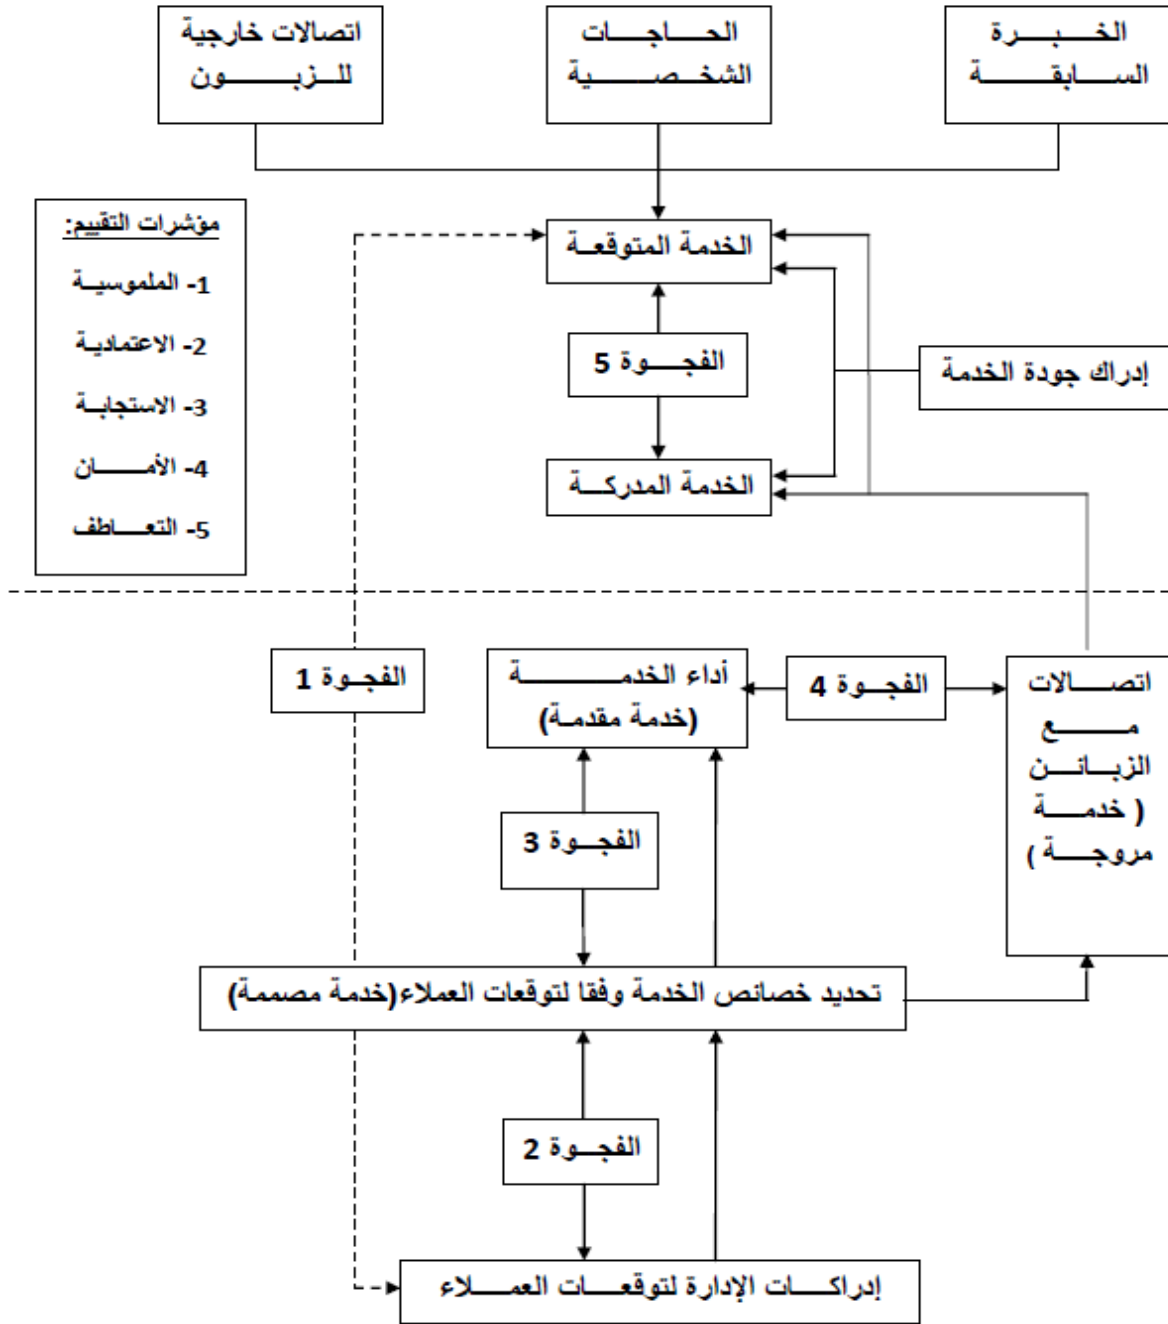 الخبرة
السابقة
الحاجات
الشخصية
اتصالات خارجية
للزبون
مؤشرات التقييم:
1- الملموسية
2- الاعتمادية
3- الاستجابة
4- الأمان
5- التعاطف
الخدمة المتوقعة
الفجوة 5
إدراك جودة الخدمة
الخدمة المدركة
الفجوة 1
أداء الخدمة
(خدمة مقدمة)
الفجوة 4
اتصالات
مع
الزبائن
( خدمة
مروجة )
الفجوة 3
تحديد خصائص الخدمة وفقا لتوقعات العملاء(خدمة مصممة)
الفجوة 2
إدراكات الإدارة لتوقعات العملاء